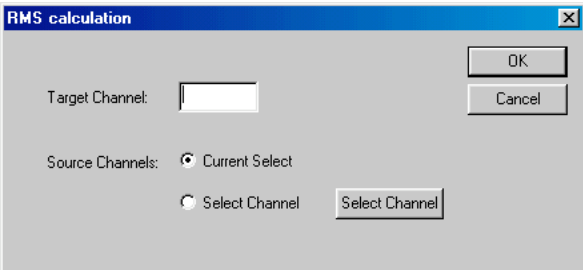 RMS calculation
OK
Target Channel:
Cancel
Source Channels:
Current Select
Select Channel
Select Channel